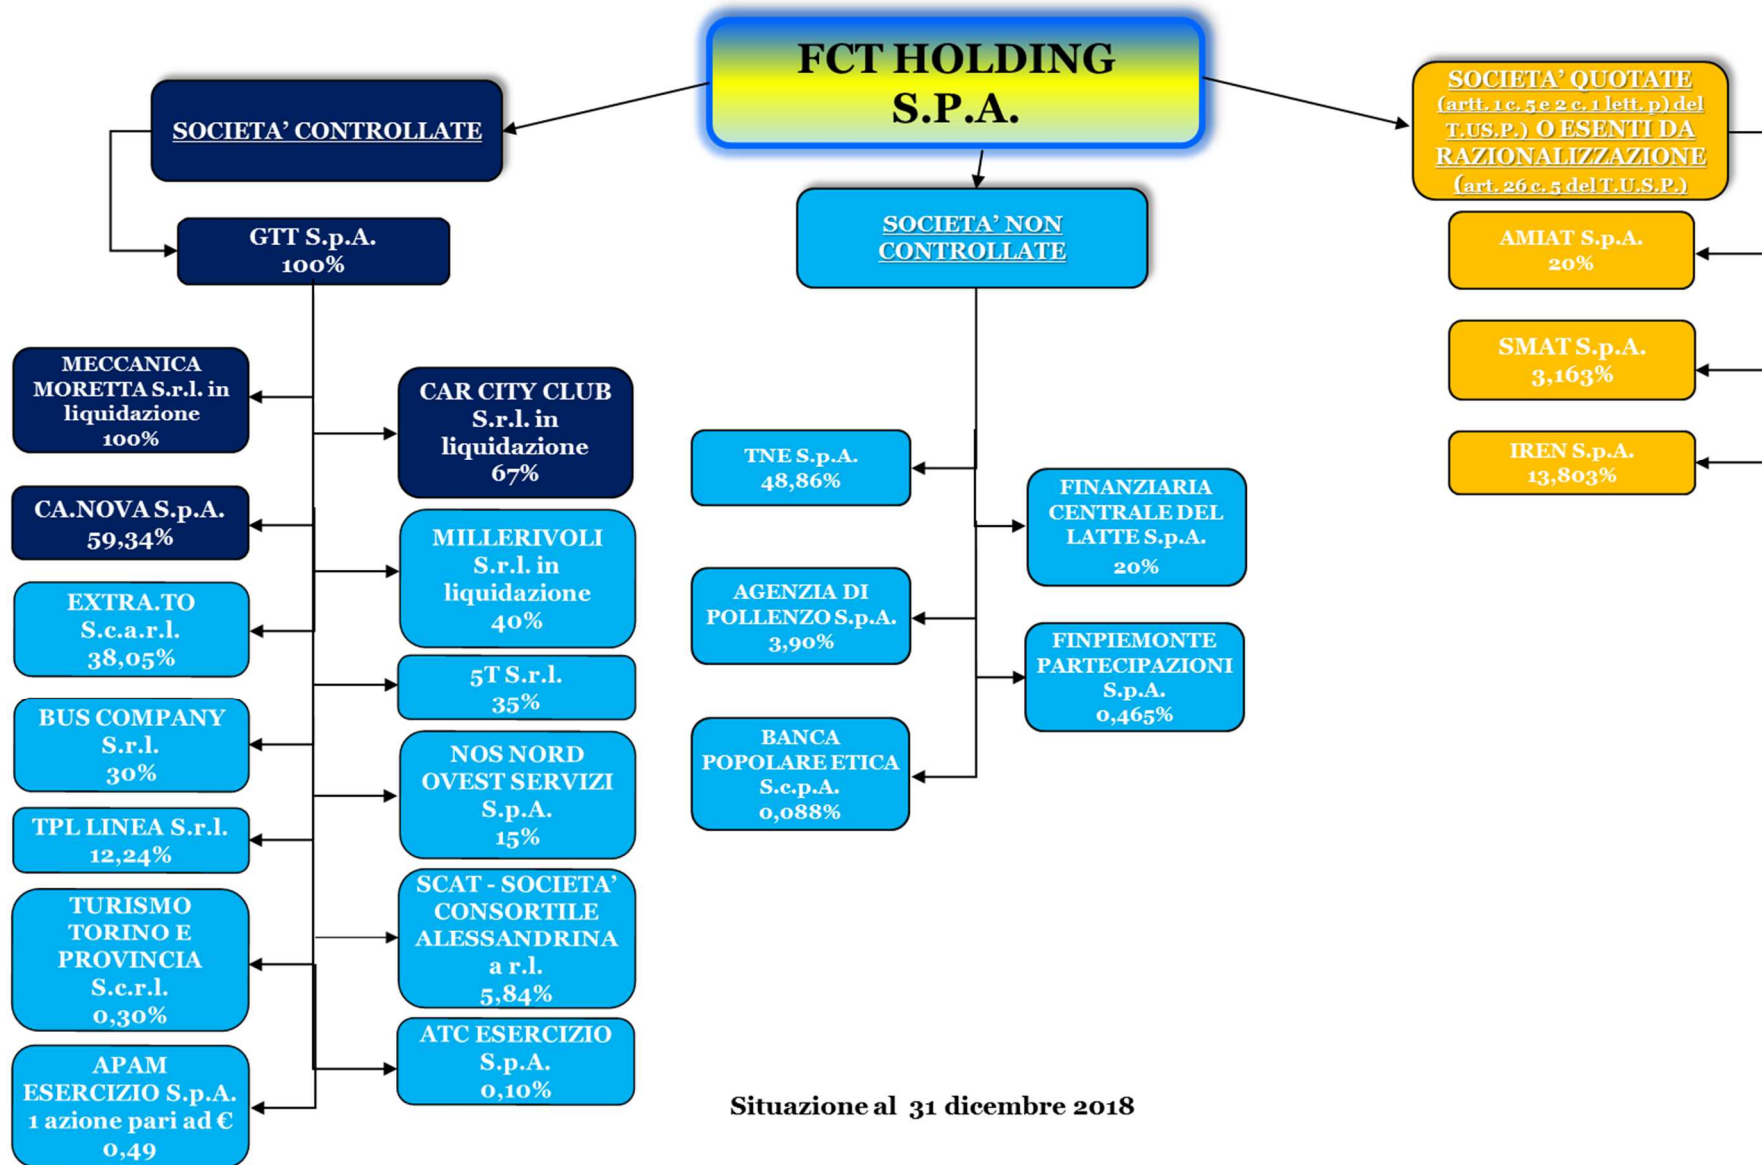 FCT HOLDING
S.P.A.
SOCIETA’ CONTROLLATE
GTT S.p.A.
100%
MECCANICA
MORETTA S.r.l. in
liquidazione
100%
CAR CITY CLUB
S.r.l. in
liquidazione
67%
CA.NOVA S.p.A.
59,34%
MILLERIVOLI
S.r.l. in
liquidazione
40%
EXTRA.TO
S.c.a.r.l.
38,05%
5T S.r.l.
35%
BUS COMPANY
S.r.l.
30%
NOS NORD
OVEST SERVIZI
S.p.A.
15%
TPL LINEA S.r.l.
12,24%
SCAT - SOCIETA’
CONSORTILE
ALESSANDRINA
a r.l.
5,84%
TURISMO
TORINO E
PROVINCIA
S.c.r.l.
0,30%
ATC ESERCIZIO
S.p.A.
0,10%
APAM
ESERCIZIO S.p.A.
1 azione pari ad €
0,49
SOCIETA’ NON
CONTROLLATE
TNE S.p.A.
48,86%
FINANZIARIA
CENTRALE DEL
LATTE S.p.A.
20%
AGENZIA DI
POLLENZO S.p.A.
3,90%
FINPIEMONTE
PARTECIPAZIONI
S.p.A.
0,465%
BANCA
POPOLARE ETICA
S.c.p.A.
0,088%
SOCIETA’ QUOTATE
(artt. 1 c. 5 e 2 c. 1 lett. p) del
T.US.P.) O ESENTI DA
RAZIONALIZZAZIONE
(art. 26 c. 5 del T.U.S.P.)
AMIAT S.p.A.
20%
SMAT S.p.A.
3,163%
IREN S.p.A.
13,803%
Situazione al 31 dicembre 2018